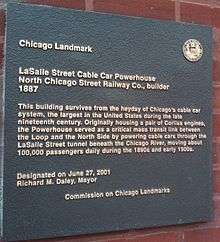 Chicago Landmark
LaSalle Street Cable Car Powerhouse
North Chicago Street Railway Co., builder
1887
This building survives from the heyday of Chicago's cable car
system, the largest in the United States during the late
nineteenth century. Originally housing a pair of Corliss engines,
the Powerhouse served as a critical mass transit link between
the Loop and the North Side by powering cable cars through the
LaSalle Street tunnel beneath the Chicago River, moving about
100,000 passengers daily during the 1890s and early 1900s.
Designated on June 27, 2001
Richard M. Daley, Mayor
Commission on Chicago Landmarks